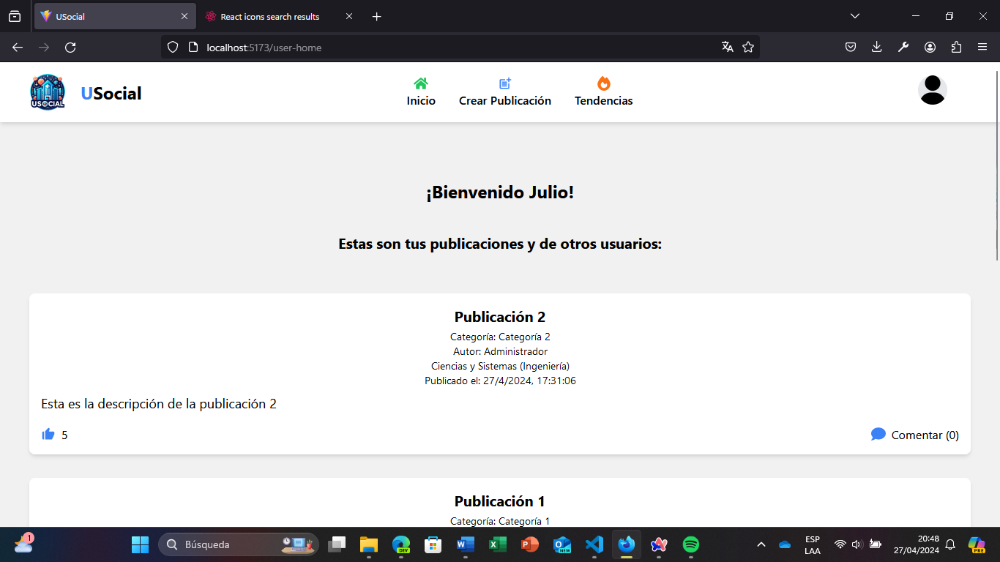 USocial
React icons search results
localhost:5173/user-home
USOCIAL
USocial
Inicio
Crear Publicación
Tendencias
¡Bienvenido Julio!
Estas son tus publicaciones y de otros usuarios:
Publicación 2
Categoría: Categoría 2
Autor: Administrador
Ciencias y Sistemas (Ingeniería)
Publicado el: 27/4/2024, 17:31:06
Esta es la descripción de la publicación 2
5
Comentar (0)
Publicación 1
Categoría: Categoría 1
1
Búsqueda
DEV
NEW
ESP
LAA
20:48
27/04/2024
PRE